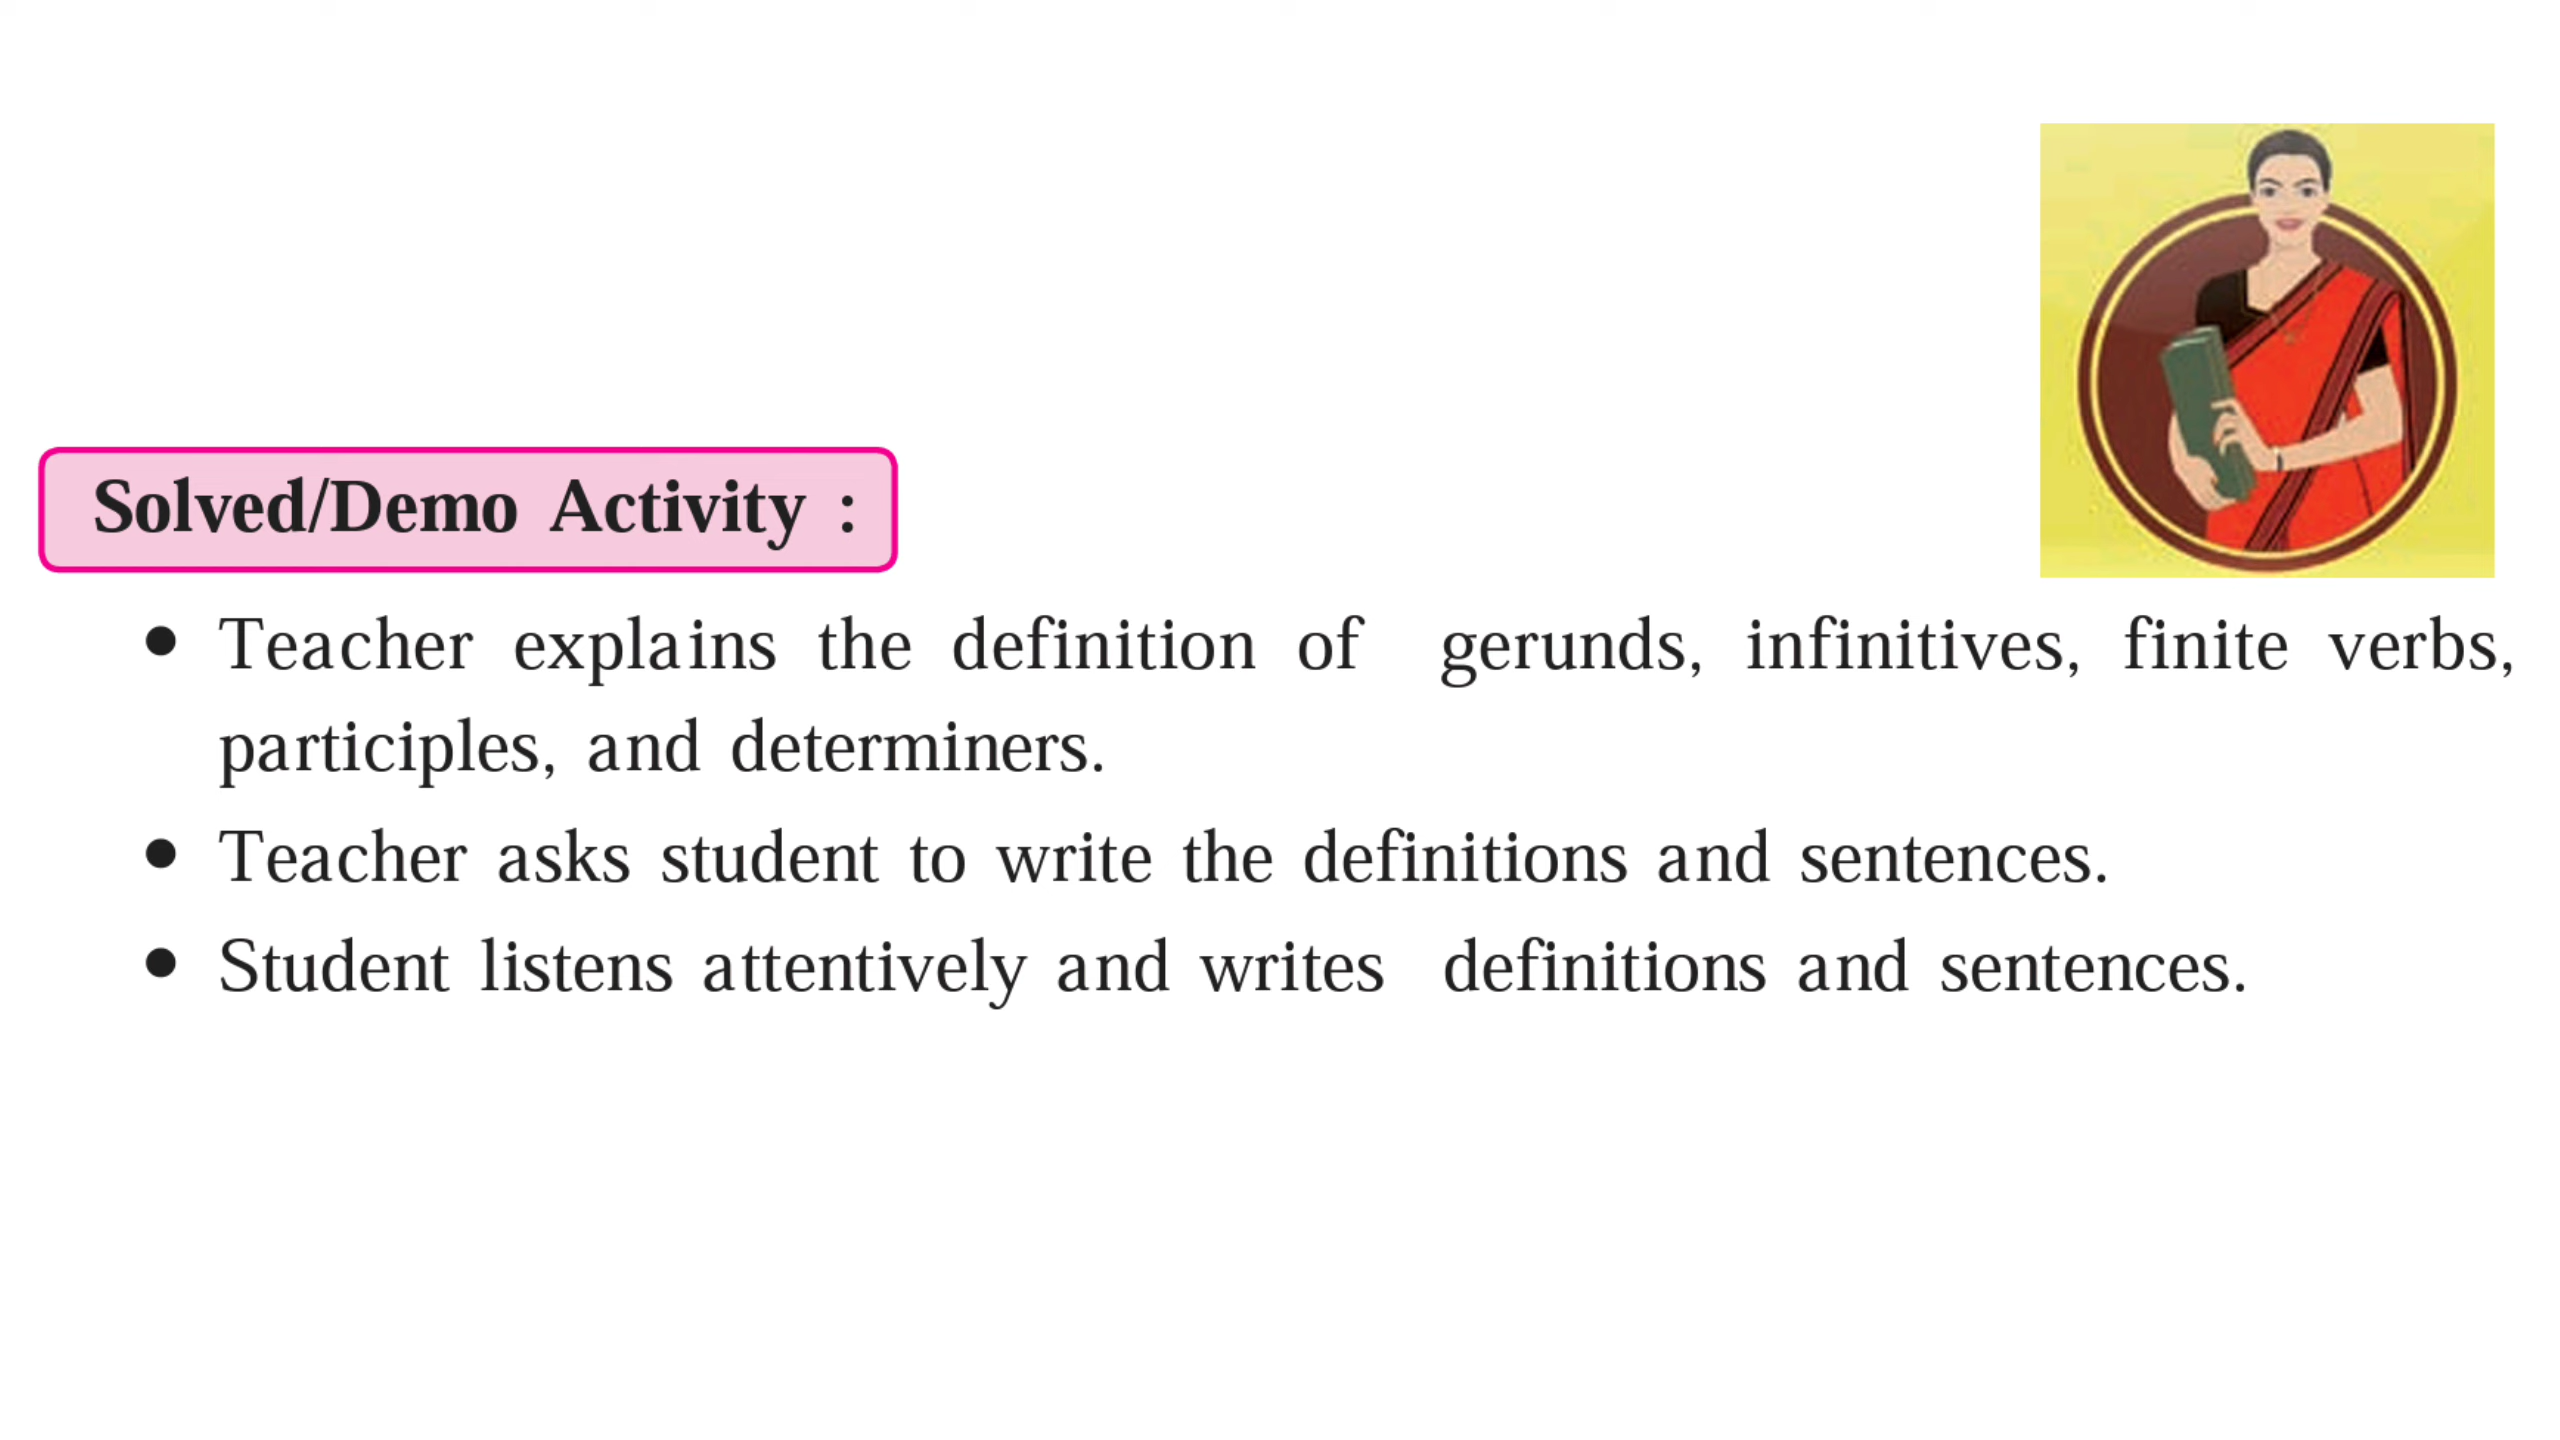 Solved/Demo Activity :
• Teacher explains the definition of gerunds, infinitives, finite verbs,
participles, and determiners.
• Teacher asks student to write the definitions and sentences.
• Student listens attentively and writes definitions and sentences.